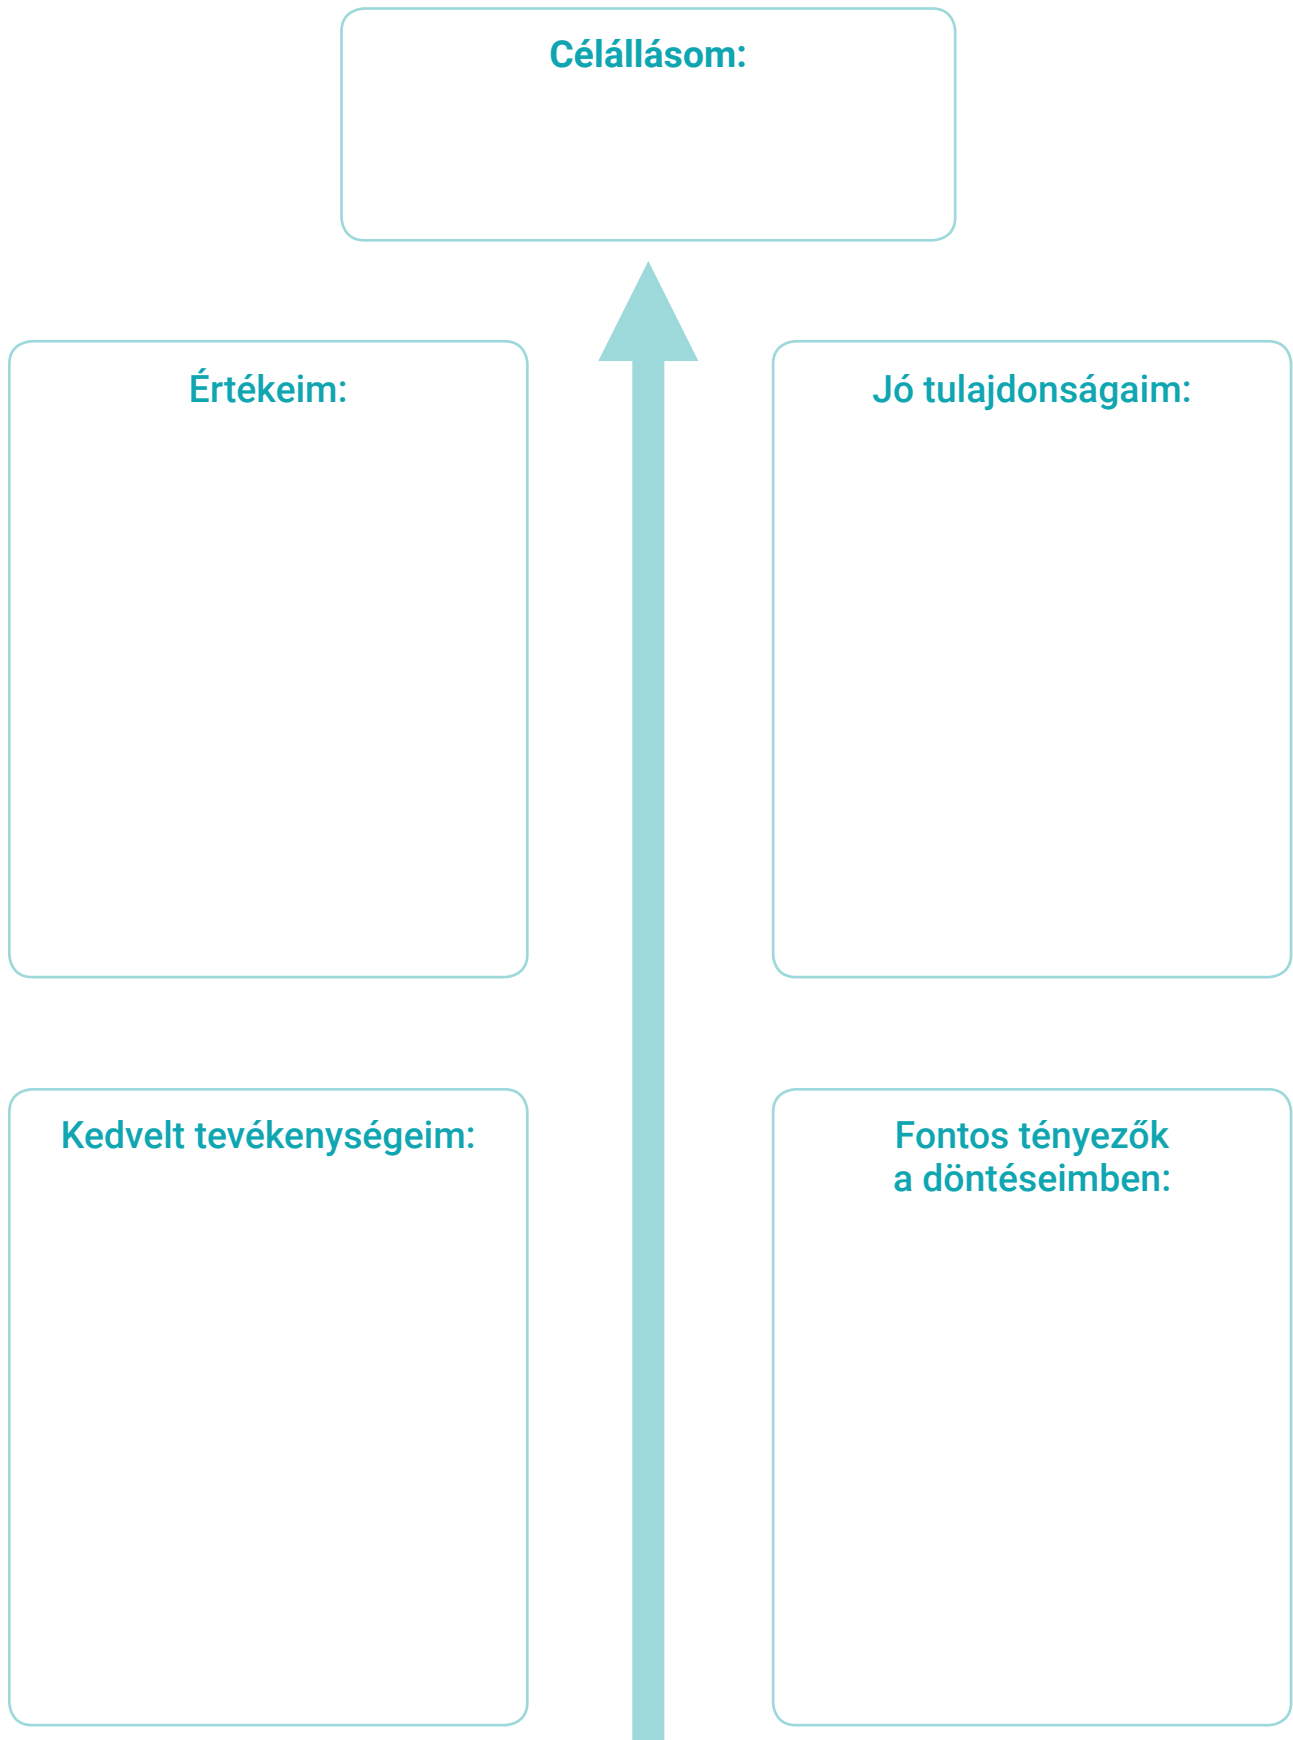 Célállásom:
Értékeim:
Jó tulajdonságaim:
Kedvelt tevékenységeim:
Fontos tényezők
a döntéseimben: